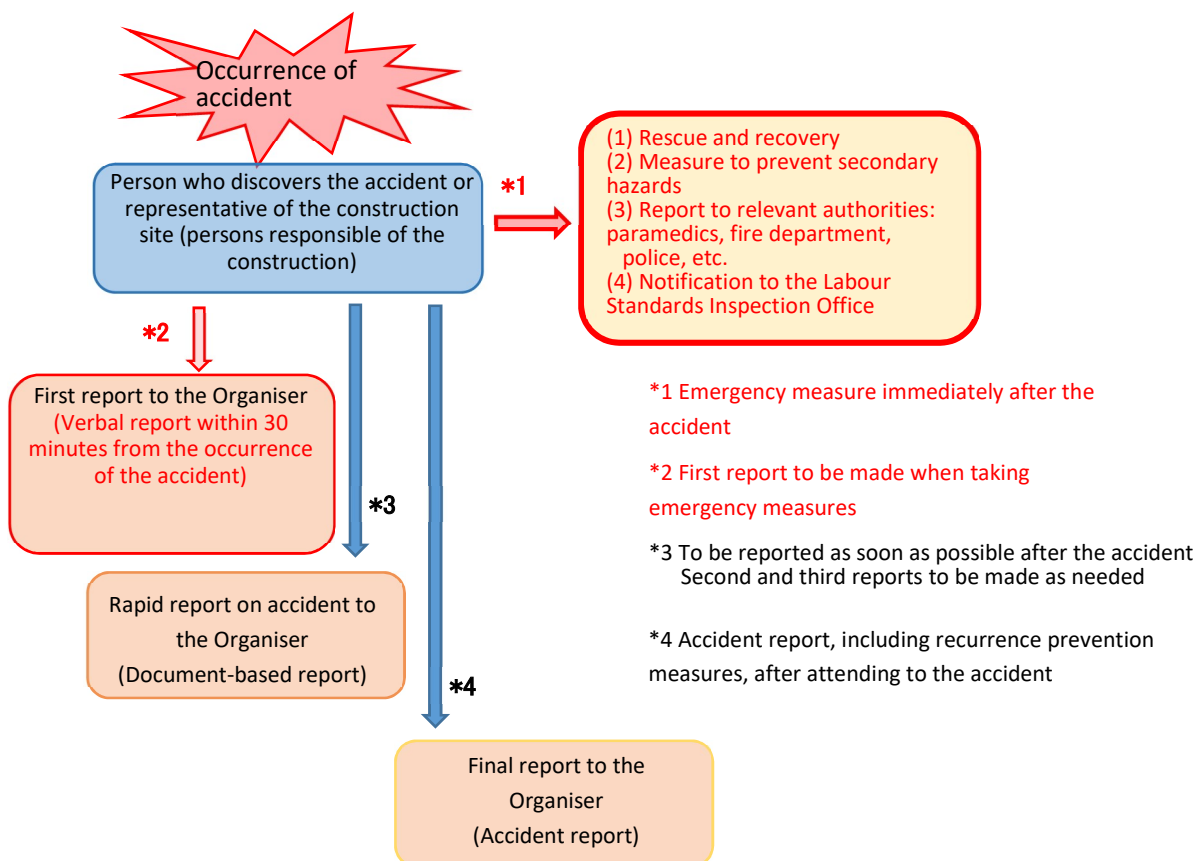 Occurrence of
accident
Person who discovers the accident or
representative of the construction
site (persons responsible of the
construction)
*1
(1) Rescue and recovery
(2) Measure to prevent secondary
hazards
(3) Report to relevant authorities:
paramedics, fire department,
police, etc.
(4) Notification to the Labour
Standards Inspection Office
*2
First report to the Organiser
(Verbal report within 30
minutes from the occurrence
of the accident)
*3
Rapid report on accident to
the Organiser
(Document-based report)
*4
Final report to the
Organiser
(Accident report)
*1 Emergency measure immediately after the
accident
*2 First report to be made when taking
emergency measures
*3 To be reported as soon as possible after the accident
Second and third reports to be made as needed
*4 Accident report, including recurrence prevention
measures, after attending to the accident